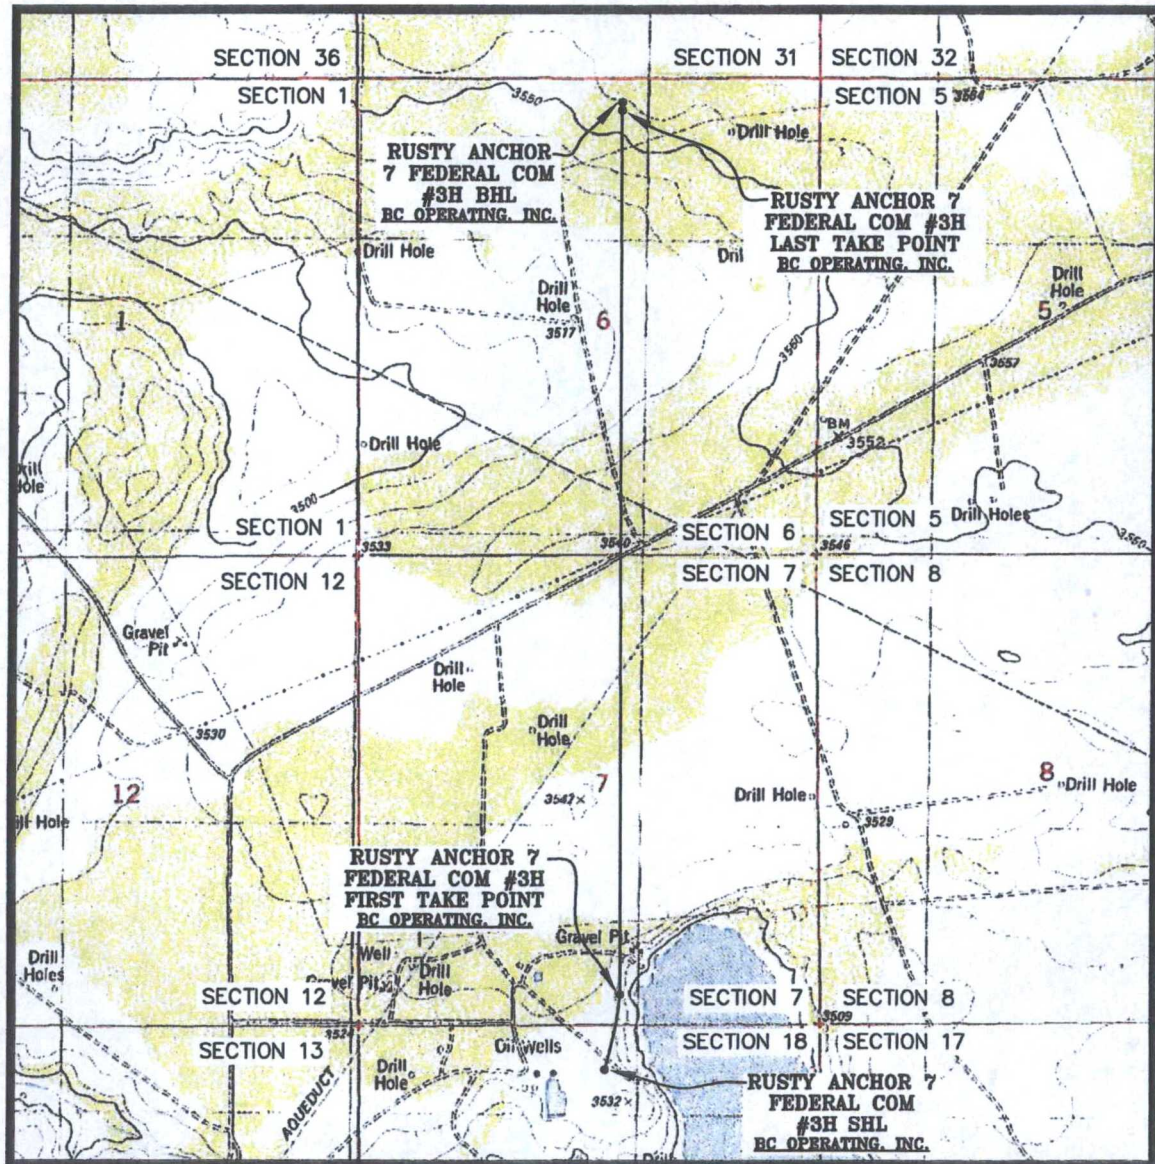 SECTION 36
SECTION 31
SECTION 32
SECTION 1
SECTION 5
3550
3554
Drill Hole
RUSTY ANCHOR
7 FEDERAL COM
#3H BHL
BC OPERATING, INC.
RUSTY ANCHOR 7
FEDERAL COM #3H
LAST TAKE POINT
BC OPERATING, INC.
Drill Hole
Dril
Drill
Hole
3517
Drill
Hole
1
6
5
3560
3557
BM
3552
Drill Hole
3500
Drill Holes
SECTION 1
SECTION 6
SECTION 5
3533
3540
3546
3550
SECTION 12
SECTION 7
SECTION 8
Gravel
Pit
Drill
Hole
3530
Drill
Hole
12
7
8
3542
Drill Hole
Drill Hole
3529
RUSTY ANCHOR 7
FEDERAL COM #3H
FIRST TAKE POINT
BC OPERATING, INC.
Gravel Pit
Well
Drill
Holes
Drill
Hole
Gravel Pit
SECTION 12
SECTION 7
SECTION 8
3524
3509
SECTION 13
SECTION 18
SECTION 17
Oil Wells
AQUEDUCT
Drill
Hole
3532
RUSTY ANCHOR 7
FEDERAL COM
#3H SHL
BC OPERATING, INC.